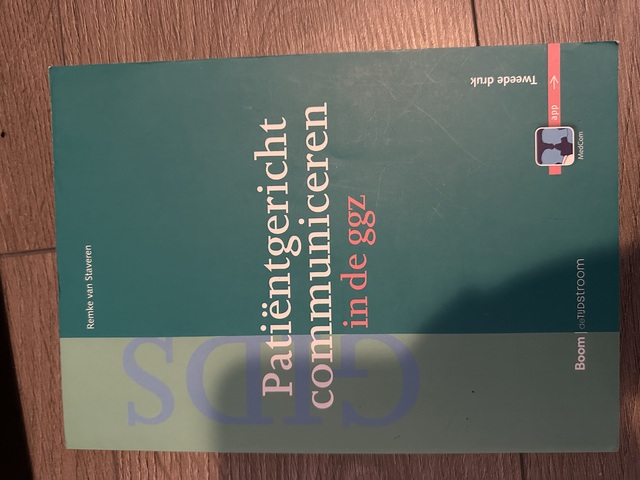 Remke van Staveren
GIDS
Patiëntgericht
communiceren
in de ggz
Tweede druk
app
MedCom
Boom | de TIJDSTROOM